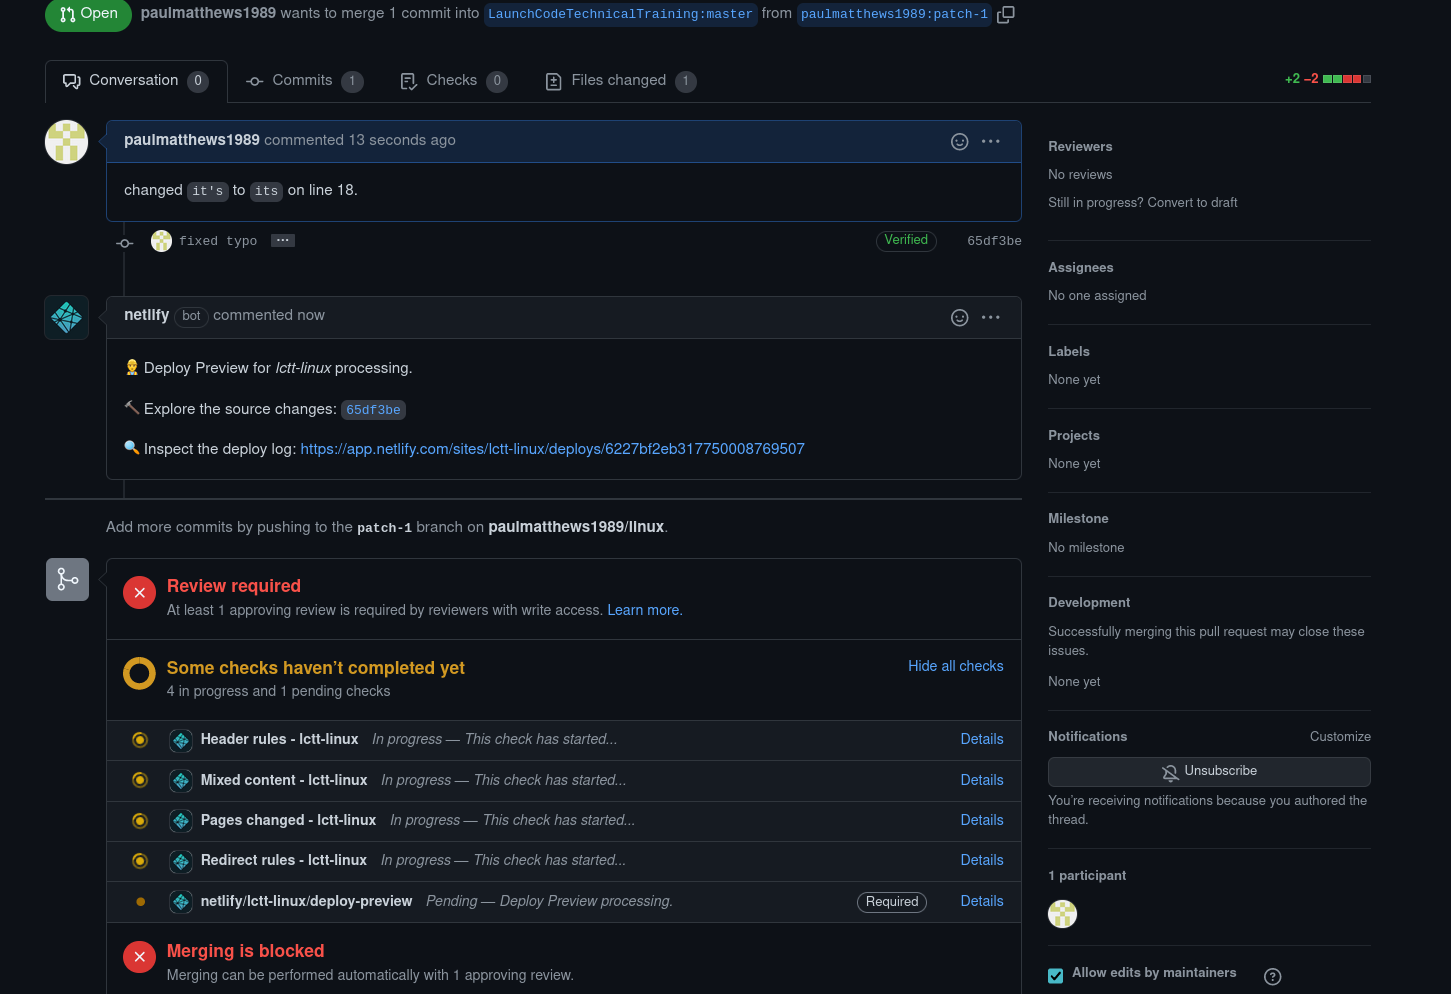 Open paulmatthews1989 wants to merge 1 commit into LaunchCodeTechnicalTraining:master from paulmatthews1989:patch-1
Conversation 0 Commits 1 Checks 0 Files changed 1 +2 −2
paulmatthews1989 commented 13 seconds ago
changed it's to its on line 18.
fixed typo ... Verified 65df3be
netlify bot commented now
Deploy Preview for lctt-linux processing.
Explore the source changes: 65df3be
Inspect the deploy log: https://app.netlify.com/sites/lctt-linux/deploys/6227bf2eb317750008769507
Add more commits by pushing to the patch-1 branch on paulmatthews1989/linux.
Review required
At least 1 approving review is required by reviewers with write access. Learn more.
Some checks haven’t completed yet
4 in progress and 1 pending checks
Hide all checks
Header rules - lctt-linux In progress — This check has started... Details
Mixed content - lctt-linux In progress — This check has started... Details
Pages changed - lctt-linux In progress — This check has started... Details
Redirect rules - lctt-linux In progress — This check has started... Details
netlify/lctt-linux/deploy-preview Pending — Deploy Preview processing. Required Details
Merging is blocked
Merging can be performed automatically with 1 approving review.
Reviewers
No reviews
Still in progress? Convert to draft
Assignees
No one assigned
Labels
None yet
Projects
None yet
Milestone
No milestone
Development
Successfully merging this pull request may close these
issues.
None yet
Notifications Customize
Unsubscribe
You’re receiving notifications because you authored the
thread.
1 participant
Allow edits by maintainers ?